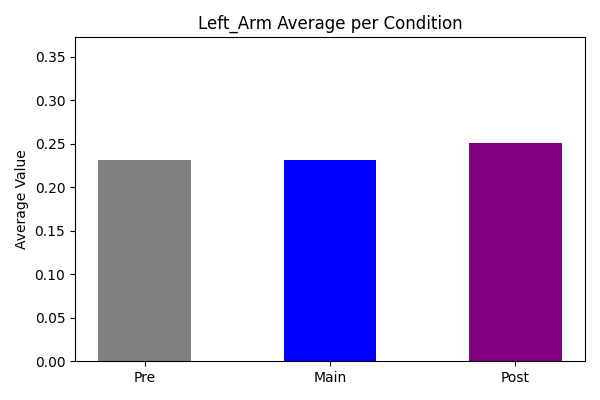 Left_Arm Average per Condition
Average Value
0.35
0.30
0.25
0.20
0.15
0.10
0.05
0.00
Pre
Main
Post